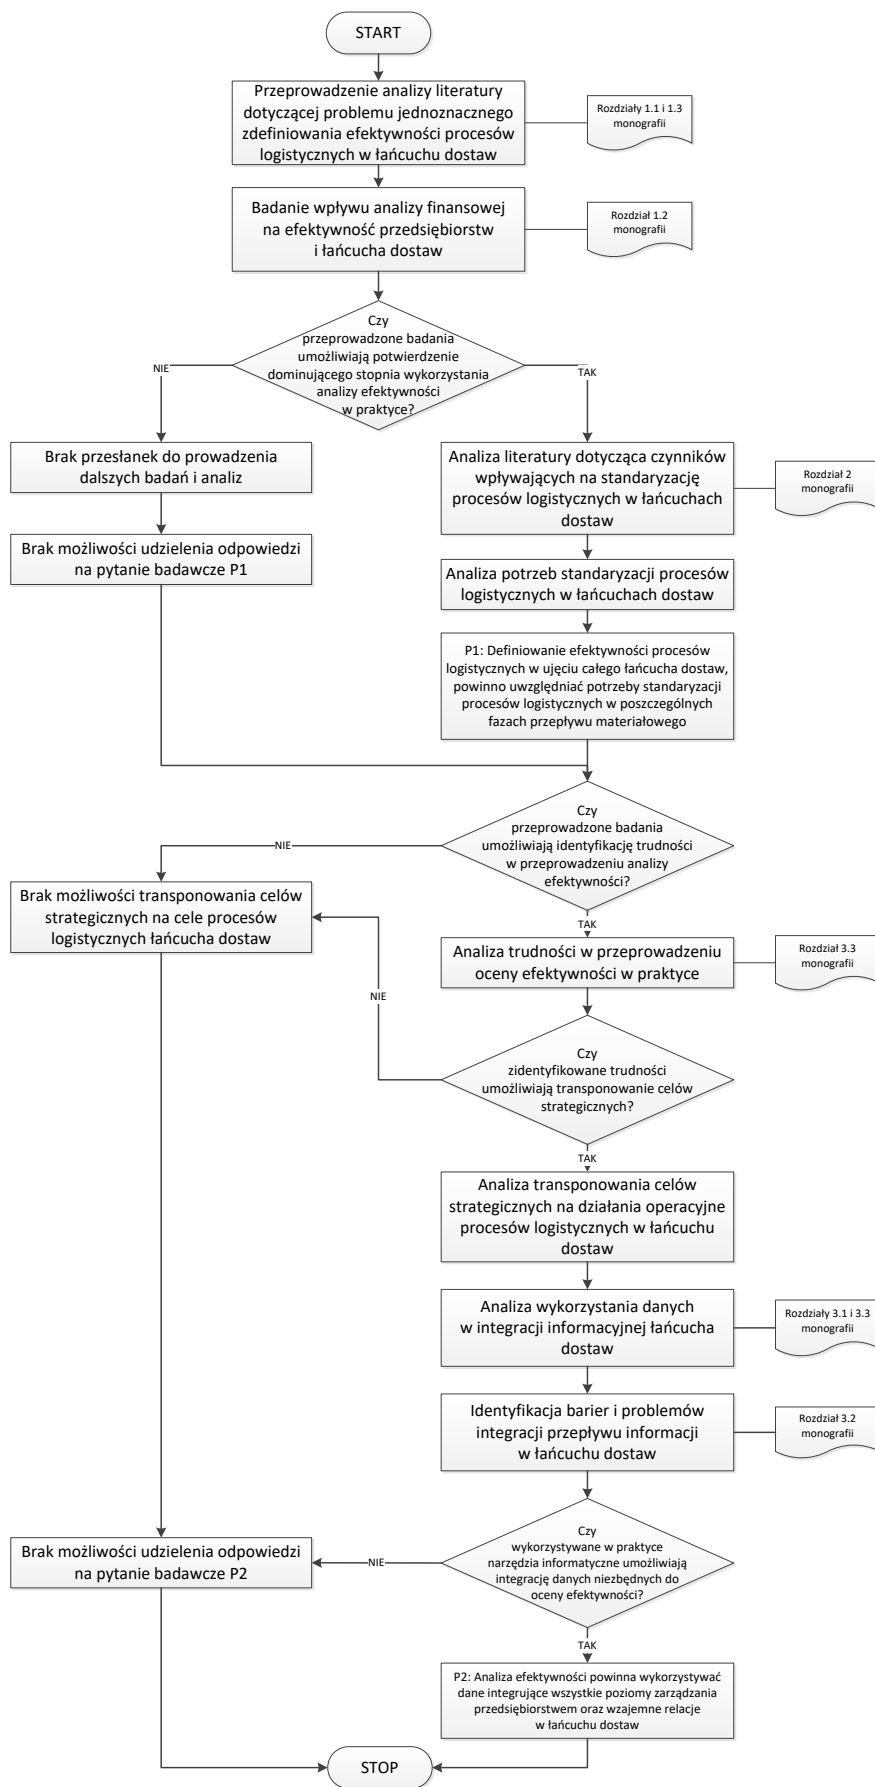 START
Przeprowadzenie analizy literatury
dotyczącej problemu jednoznacznego
zdefiniowania efektywności procesów
logistycznych w łańcuchu dostaw
Rozdziały 1.1 i 1.3
monografii
Badanie wpływu analizy finansowej
na efektywność przedsiębiorstw
i łańcucha dostaw
Rozdział 1.2
monografii
Czy
przeprowadzone badania
umożliwiają potwierdzenie
dominującego stopnia wykorzystania
analizy efektywności
w praktyce?
NIE
TAK
Brak przesłanek do prowadzenia
dalszych badań i analiz
Analiza literatury dotycząca czynników
wpływających na standaryzację
procesów logistycznych w łańcuchach
dostaw
Rozdział 2
monografii
Brak możliwości udzielenia odpowiedzi
na pytanie badawcze P1
Analiza potrzeb standaryzacji procesów
logistycznych w łańcuchach dostaw
P1: Definiowanie efektywności procesów
logistycznych w ujęciu całego łańcucha dostaw,
powinno uwzględniać potrzeby standaryzacji
procesów logistycznych w poszczególnych
fazach przepływu materiałowego
Czy
przeprowadzone badania
umożliwiają identyfikację trudności
w przeprowadzeniu analizy
efektywności?
NIE
TAK
Brak możliwości transponowania celów
strategicznych na cele procesów
logistycznych łańcucha dostaw
Analiza trudności w przeprowadzeniu
oceny efektywności w praktyce
Rozdział 3.3
monografii
NIE
Czy
zidentyfikowane trudności
umożliwiają transponowanie celów
strategicznych?
TAK
Analiza transponowania celów
strategicznych na działania operacyjne
procesów logistycznych w łańcuchu
dostaw
Analiza wykorzystania danych
w integracji informacyjnej łańcucha
dostaw
Rozdziały 3.1 i 3.3
monografii
Identyfikacja barier i problemów
integracji przepływu informacji
w łańcuchu dostaw
Rozdział 3.2
monografii
Czy
wykorzystywane w praktyce
narzędzia informatyczne umożliwiają
integrację danych niezbędnych do
oceny efektywności?
NIE
TAK
Brak możliwości udzielenia odpowiedzi
na pytanie badawcze P2
P2: Analiza efektywności powinna wykorzystywać
dane integrujące wszystkie poziomy zarządzania
przedsiębiorstwem oraz wzajemne relacje
w łańcuchu dostaw
STOP